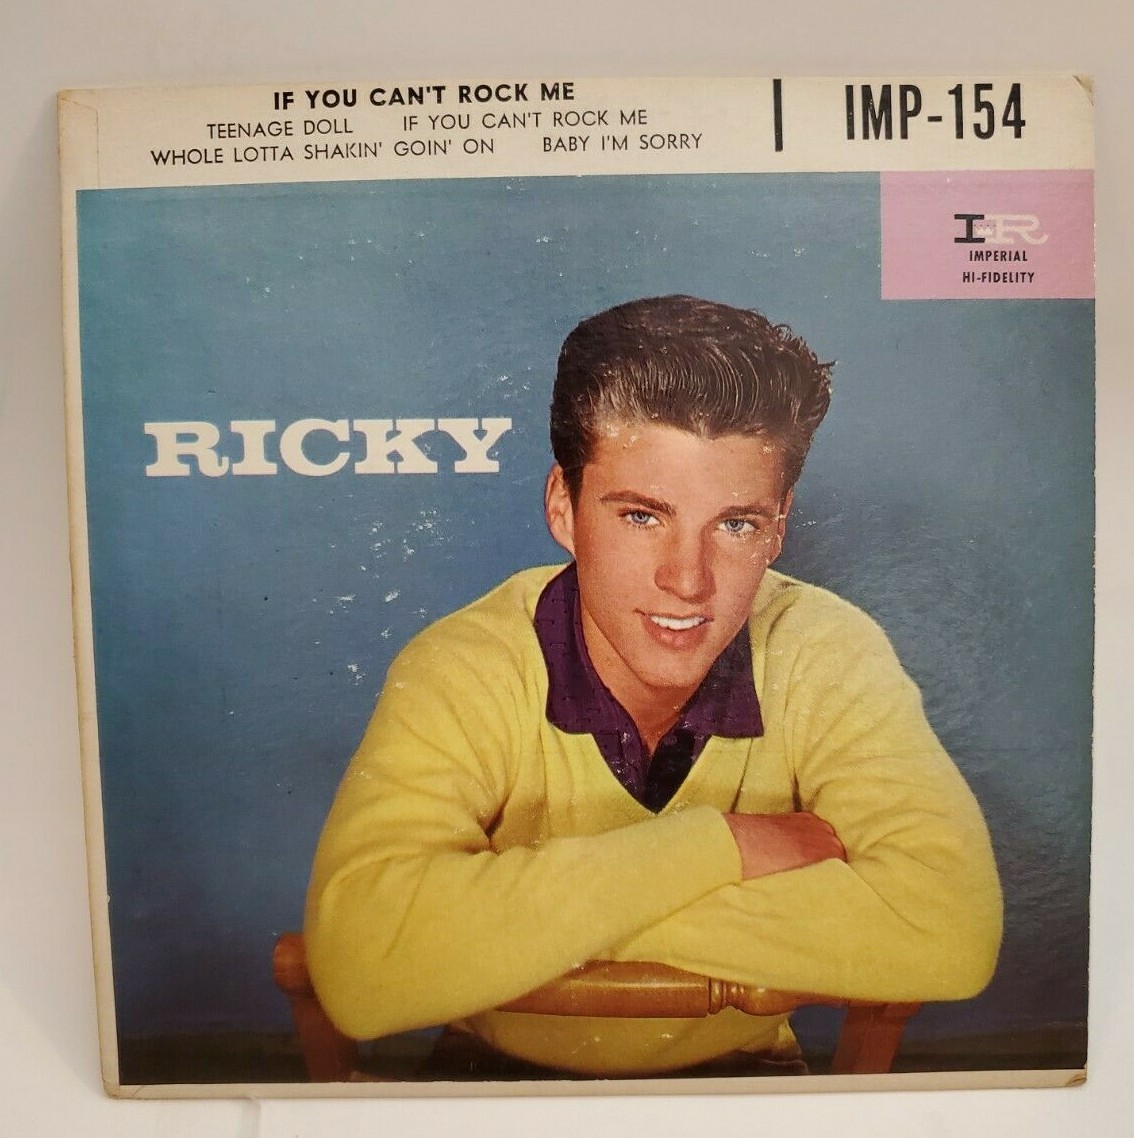 IF YOU CAN'T ROCK ME
TEENAGE DOLL IF YOU CAN'T ROCK ME
WHOLE LOTTA SHAKIN' GOIN' ON BABY I'M SORRY
IMP-154
IR
IMPERIAL
HI-FIDELITY
RICKY